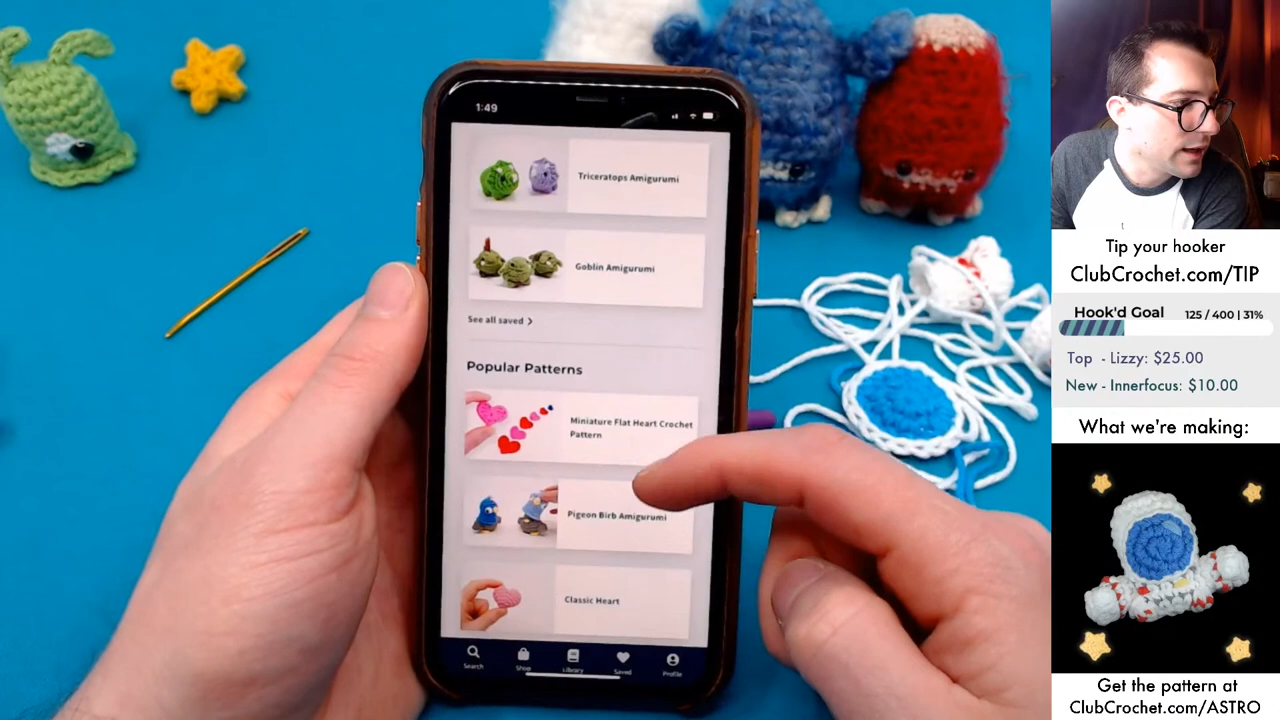 1:49
Triceratops Amigurumi
Goblin Amigurumi
See all saved >
Popular Patterns
Miniature Flat Heart Crochet
Pattern
Pigeon Birb Amigurumi
Classic Heart
Search
Shop
Library
Saved
Profile
Tip your hooker
ClubCrochet.com/TIP
Hook'd Goal 125 / 400 | 31%
Top - Lizzy: $25.00
New - Innerfocus: $10.00
What we're making:
Get the pattern at
ClubCrochet.com/ASTRO